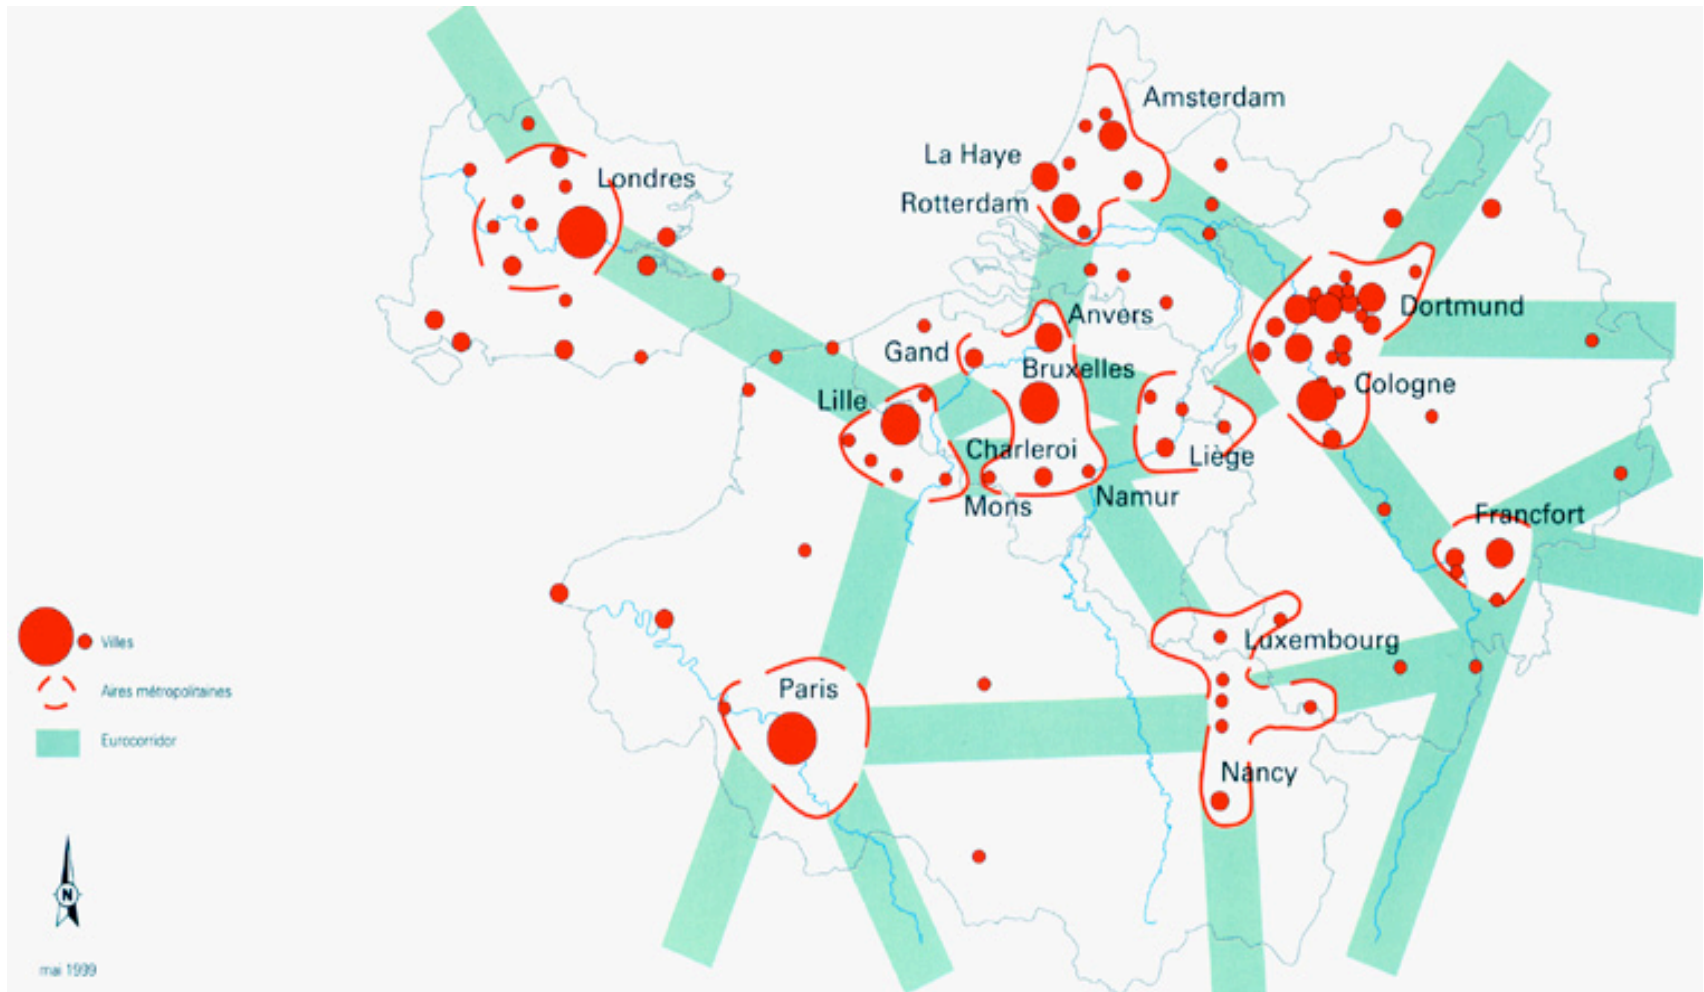 Amsterdam
La Haye
Londres
Rotterdam
Anvers
Dortmund
Gand
Bruxelles
Cologne
Lille
Charleroi
Liège
Mons
Namur
Francfort
Luxembourg
Paris
Nancy
Villes
Aires métropolitaines
Eurocorridor
N
mai 1999